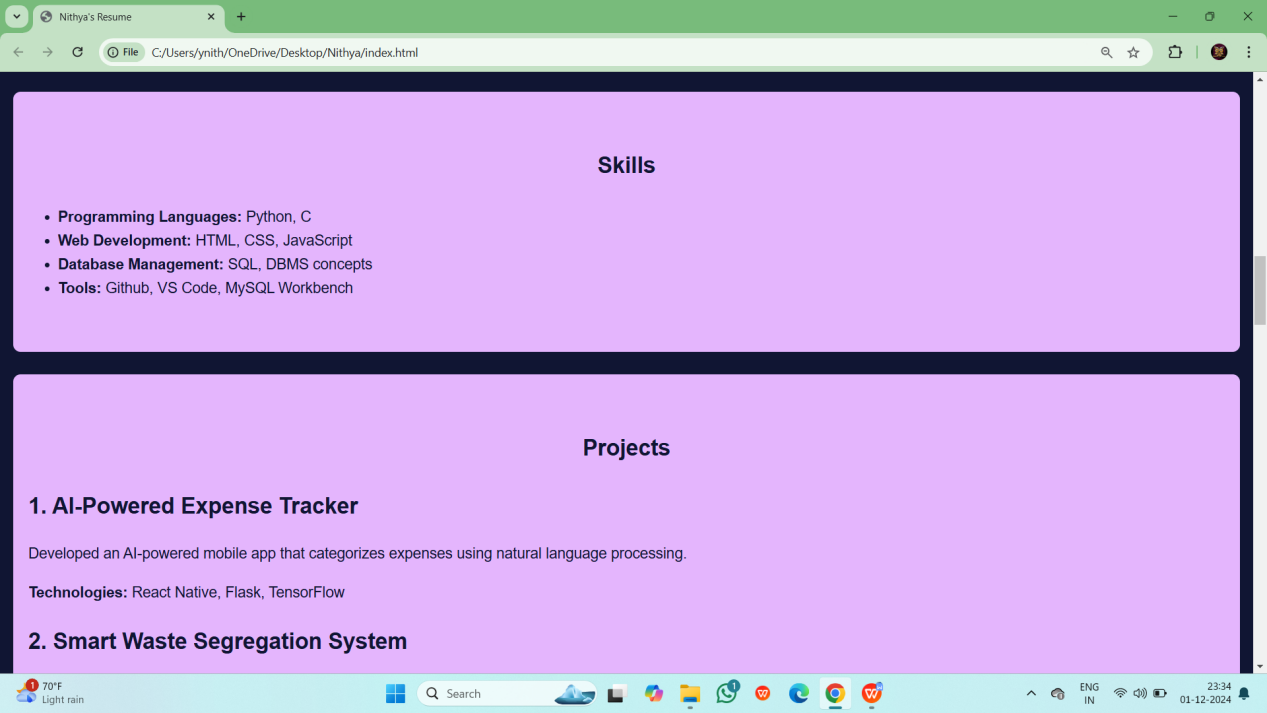 Nithya's Resume
File
C:/Users/ynith/OneDrive/Desktop/Nithya/index.html
Skills
• Programming Languages: Python, C
• Web Development: HTML, CSS, JavaScript
• Database Management: SQL, DBMS concepts
• Tools: Github, VS Code, MySQL Workbench
Projects
1. AI-Powered Expense Tracker
Developed an AI-powered mobile app that categorizes expenses using natural language processing.
Technologies: React Native, Flask, TensorFlow
2. Smart Waste Segregation System
1
70°F
Light rain
Search
1
ENG
IN
23:34
01-12-2024